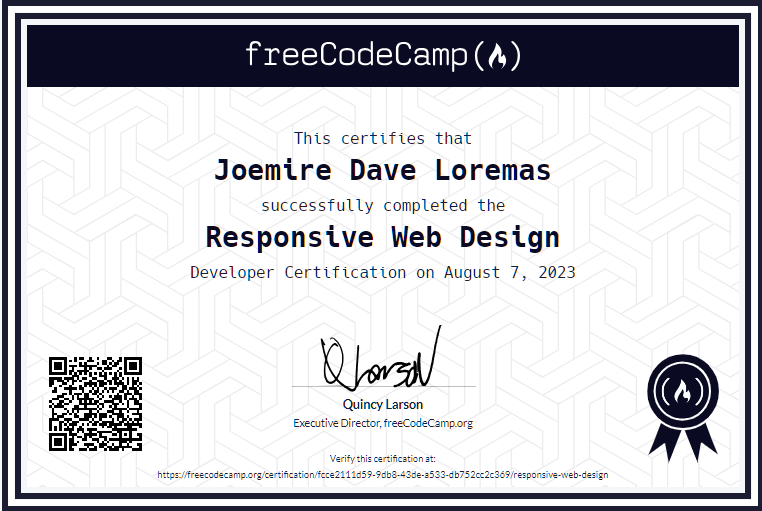 freeCodeCamp(🔥)
This certifies that
Joemire Dave Loremas
successfully completed the
Responsive Web Design
Developer Certification on August 7, 2023
Q Larson
Quincy Larson
Executive Director, freeCodeCamp.org
Verify this certification at:
https://freecodecamp.org/certification/fcce2111d59-9db8-43de-a533-db752cc2c369/responsive-web-design